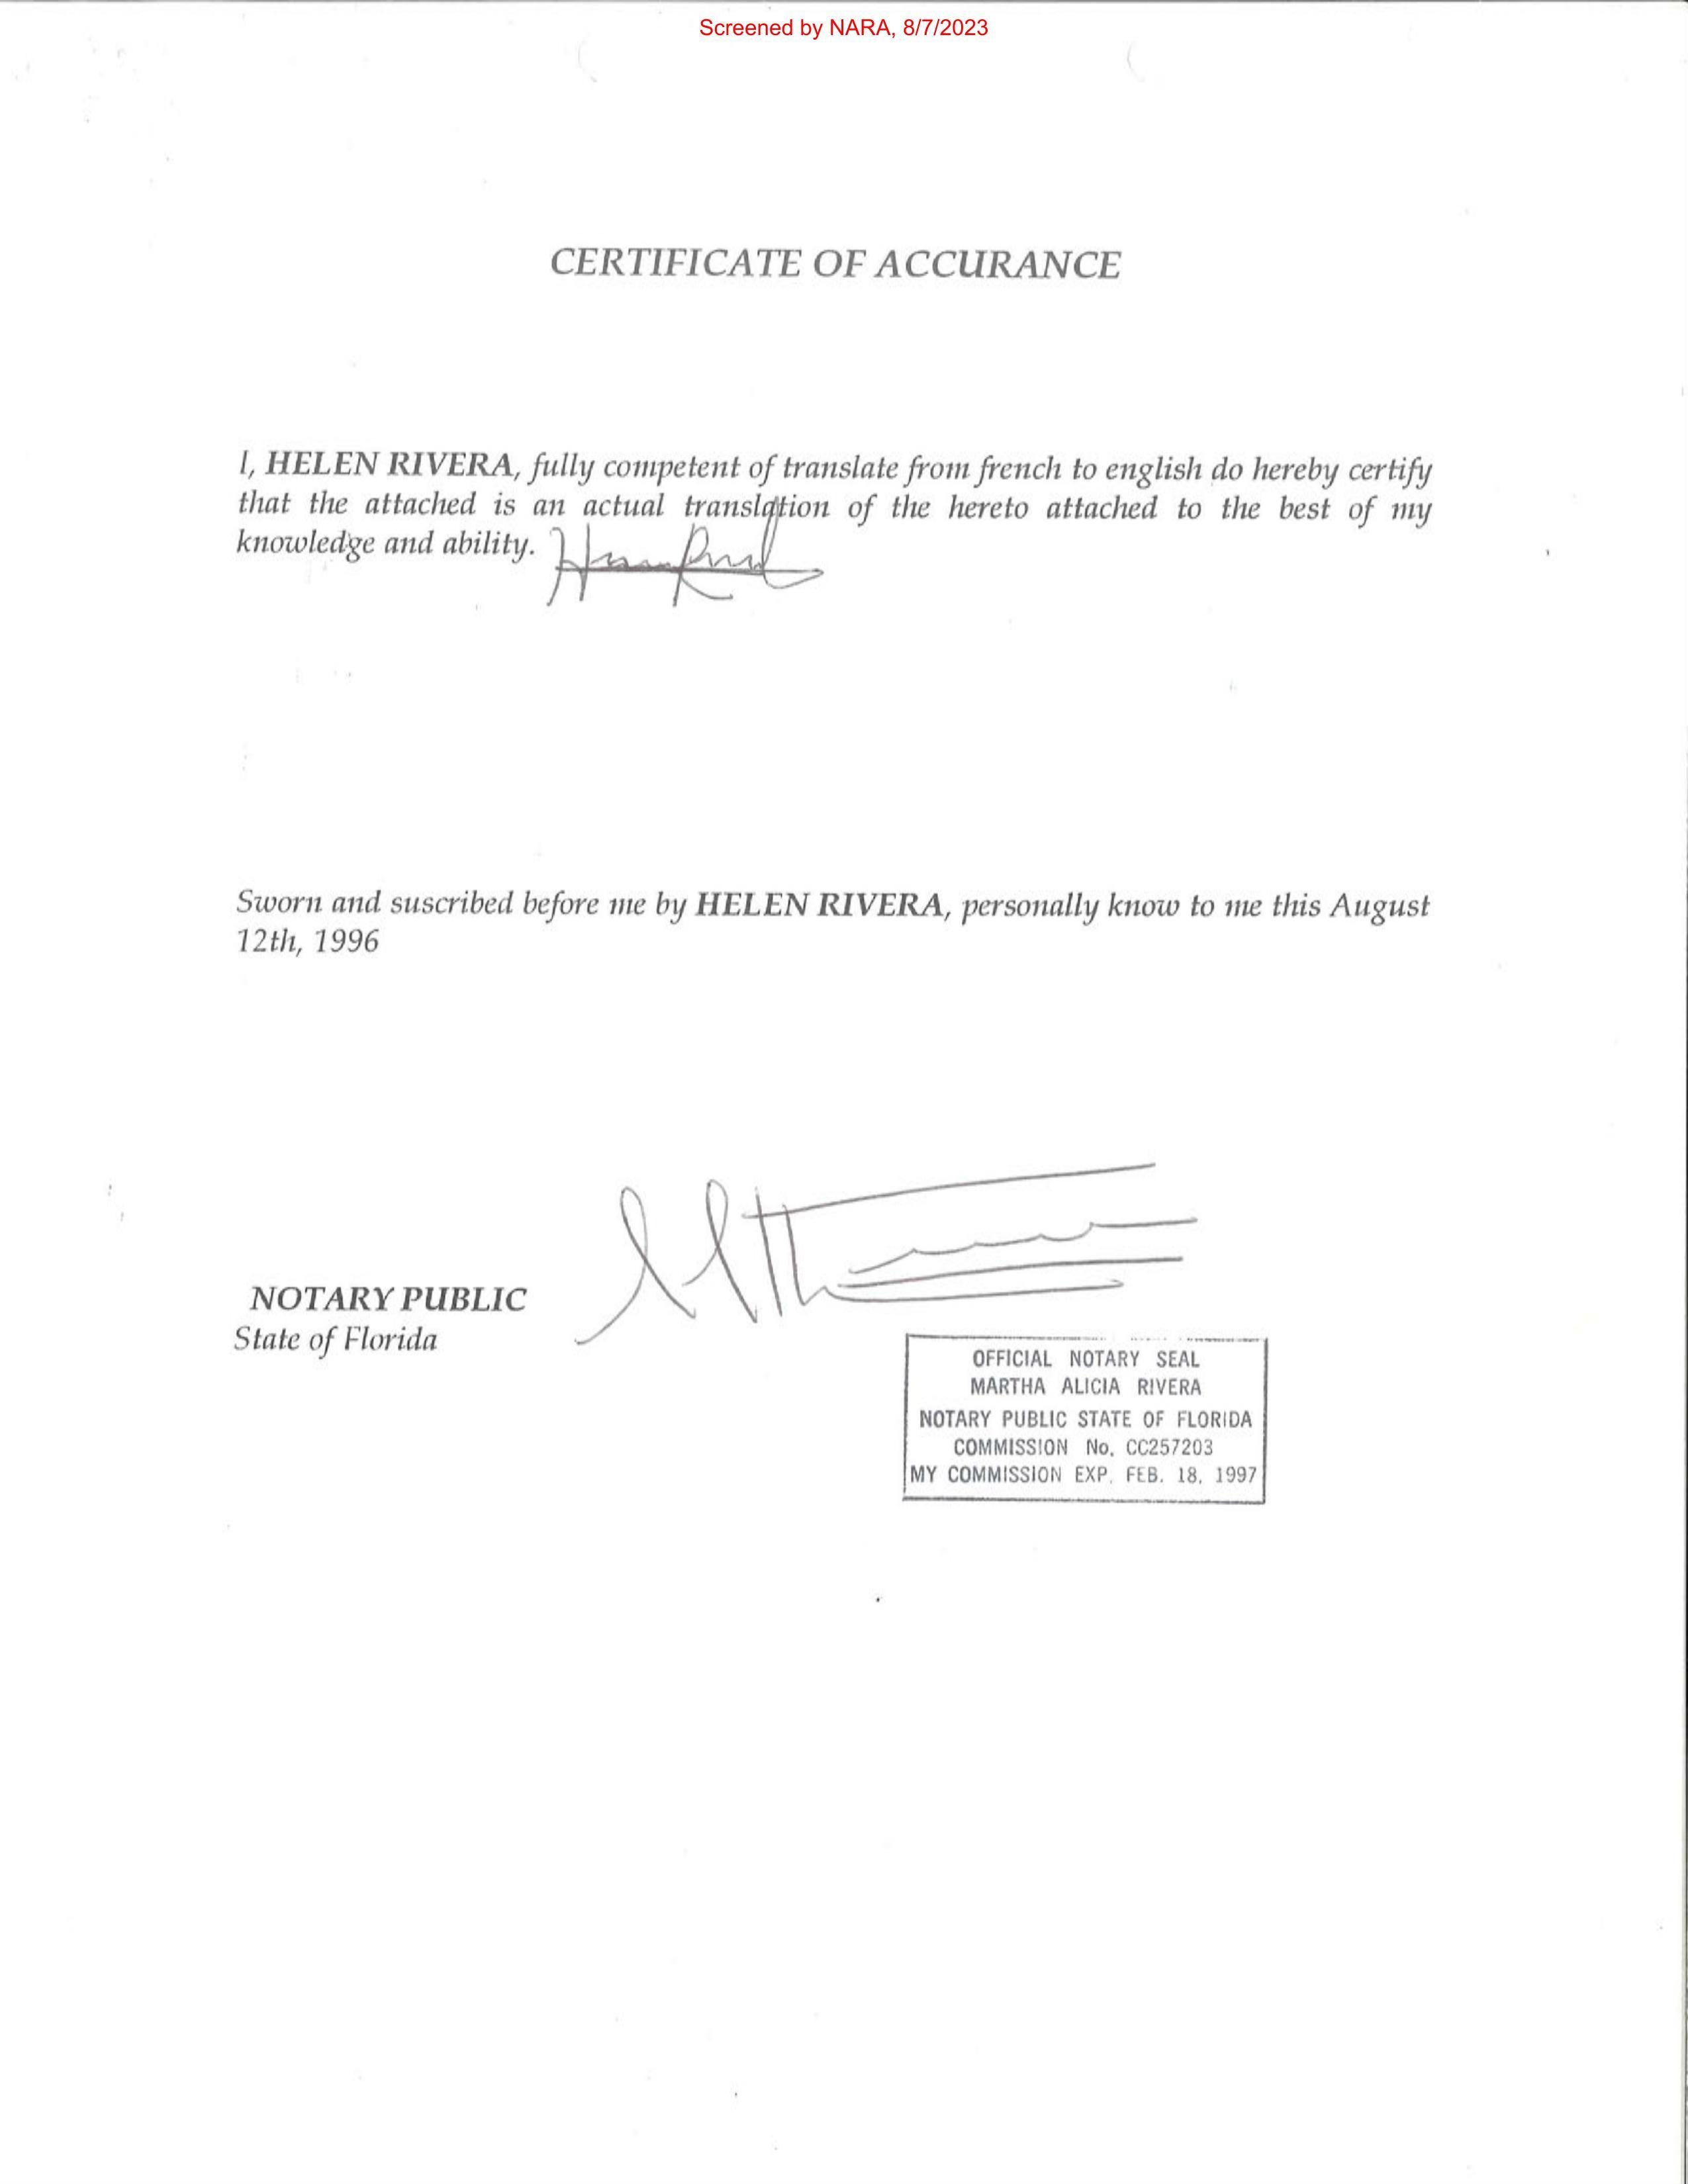 Screened by NARA, 8/7/2023
CERTIFICATE OF ACCURANCE
I, HELEN RIVERA, fully competent of translate from french to english do hereby certify
that the attached is an actual translation of the hereto attached to the best of my
knowledge and ability.
Sworn and suscribed before me by HELEN RIVERA, personally know to me this August
12th, 1996
NOTARY PUBLIC
State of Florida
OFFICIAL NOTARY SEAL
MARTHA ALICIA RIVERA
NOTARY PUBLIC STATE OF FLORIDA
COMMISSION No. CC257203
MY COMMISSION EXP. FEB. 18, 1997